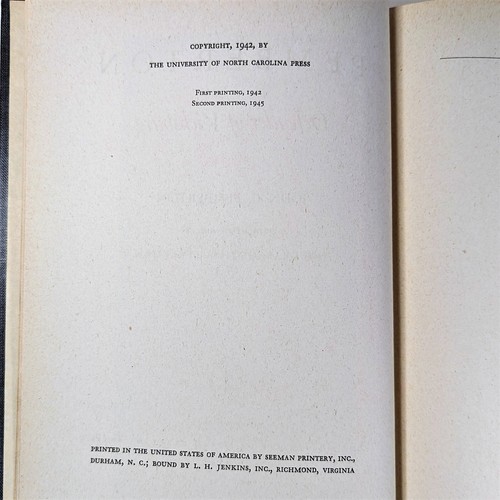 COPYRIGHT, 1942, BY
THE UNIVERSITY OF NORTH CAROLINA PRESS
FIRST PRINTING, 1942
SECOND PRINTING, 1945
PRINTED IN THE UNITED STATES OF AMERICA BY SEEMAN PRINTERY, INC.,
DURHAM, N. C.; BOUND BY L. H. JENKINS, INC., RICHMOND, VIRGINIA